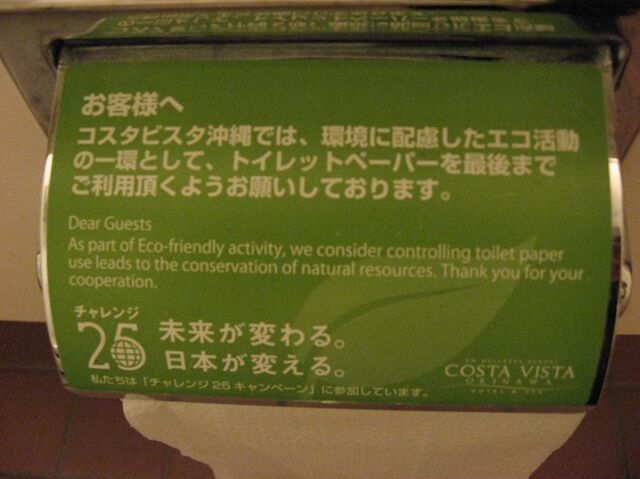 お客様へ
コスタビスタ沖縄では、環境に配慮したエコ活動
の一環として、トイレットペーパーを最後まで
ご利用頂くようお願いしております。
Dear Guests
As part of Eco-friendly activity, we consider controlling toilet paper
use leads to the conservation of natural resources. Thank you for your
cooperation.
チャレンジ
25
未来が変わる。
日本が変える。
私たちは「チャレンジ25キャンペーン」に参加しています。
COSTA VISTA
OKINAWA
HOTEL & SPA